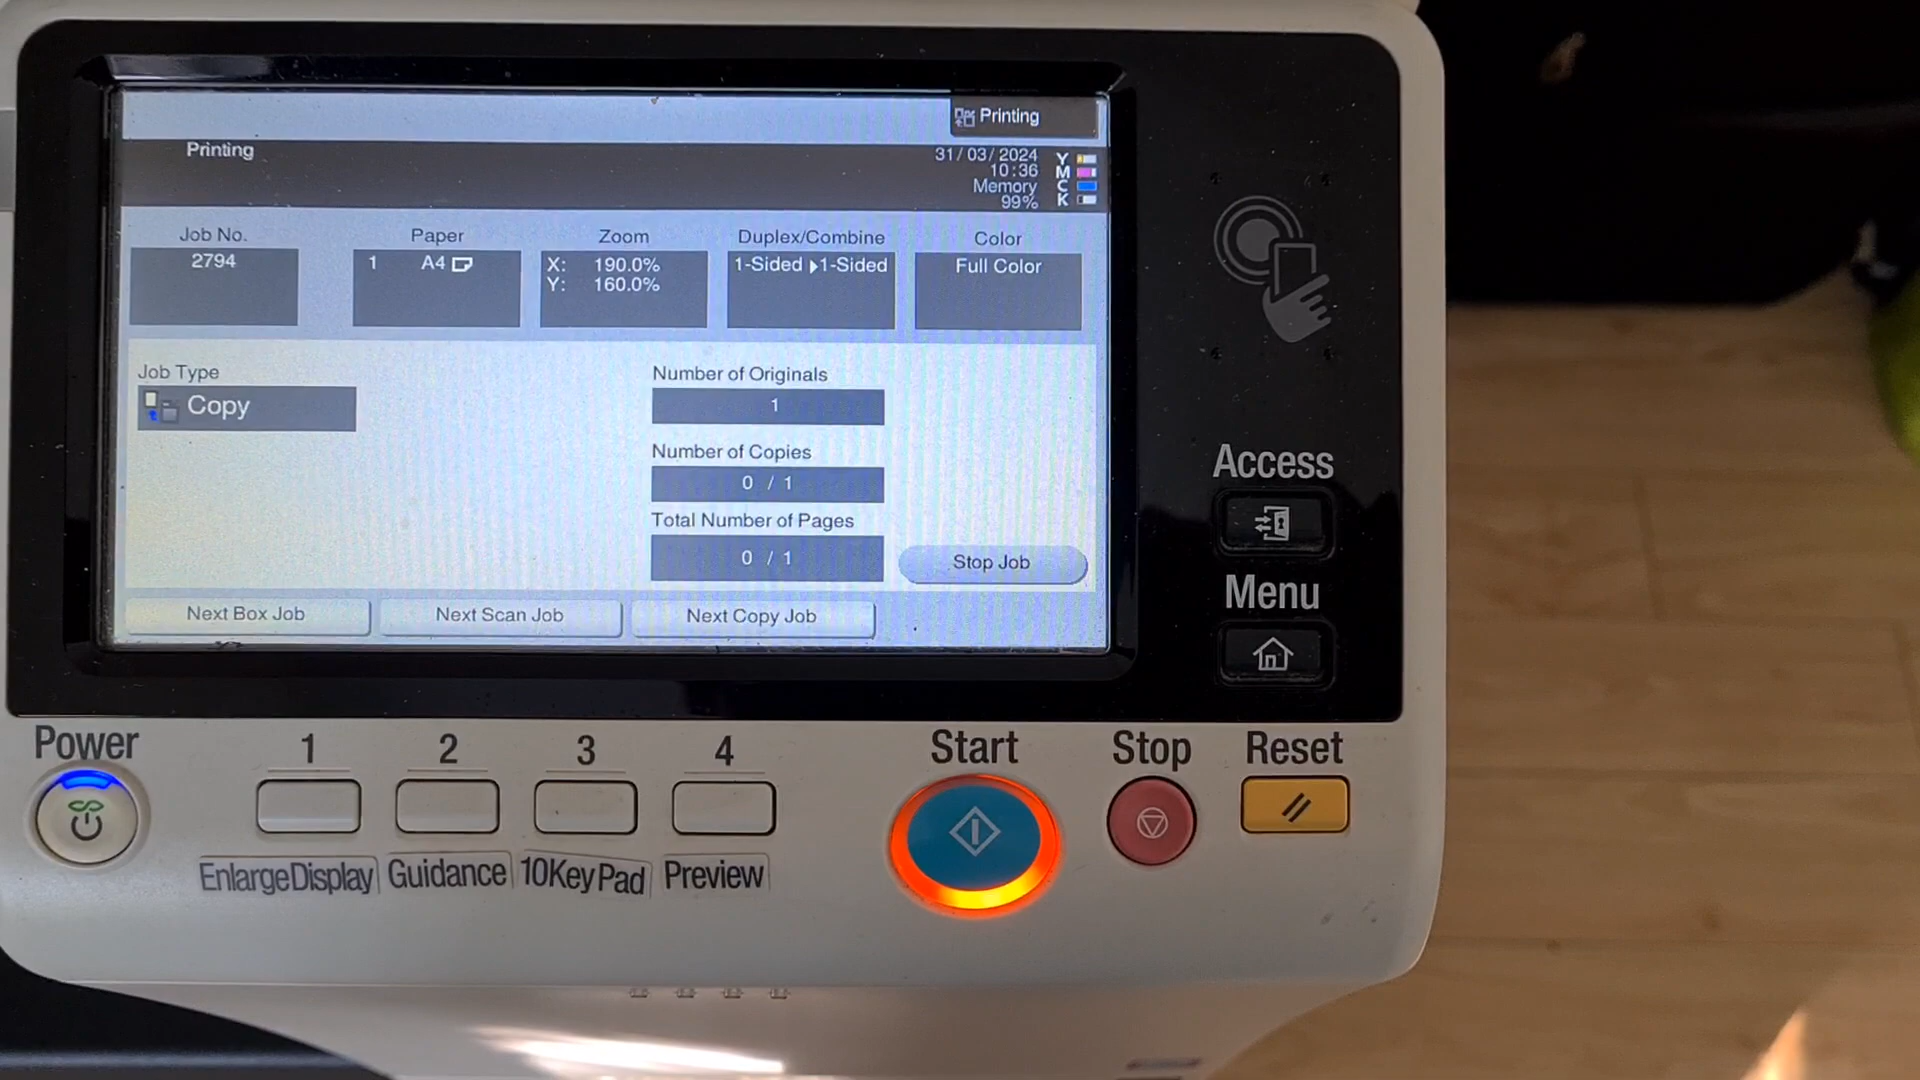 Printing
Printing
31/03/2024
10:36
Memory
99%
Y
M
C
K
Job No.
2794
Paper
1 A4
Zoom
X: 190.0%
Y: 160.0%
Duplex/Combine
1-Sided ▶1-Sided
Color
Full Color
Job Type
Copy
Number of Originals
1
Number of Copies
0 / 1
Total Number of Pages
0 / 1
Stop Job
Next Box Job
Next Scan Job
Next Copy Job
Access
Menu
Power
1
2
3
4
Start
Stop
Reset
EnlargeDisplay
Guidance
10Key Pad
Preview